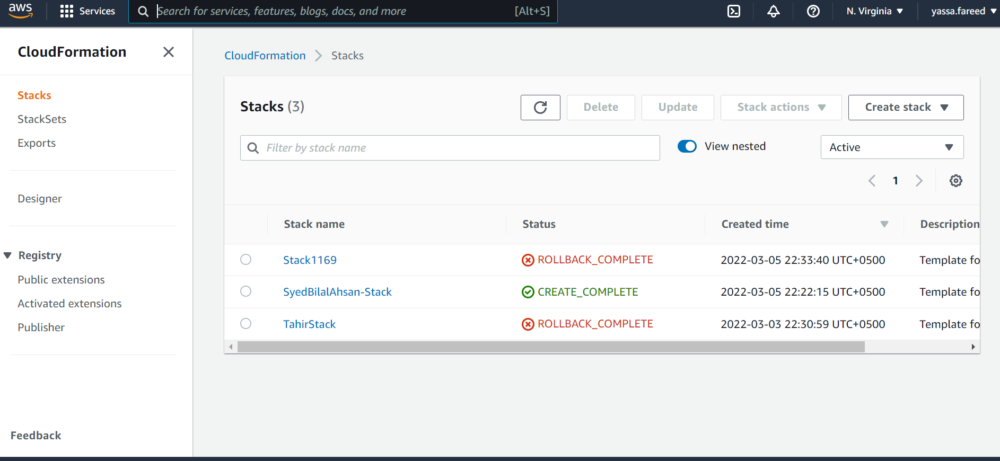 aws Services Search for services, features, blogs, docs, and more [Alt+S] N. Virginia yassa.fareed
CloudFormation
Stacks
StackSets
Exports
Designer
Registry
Public extensions
Activated extensions
Publisher
Feedback
CloudFormation Stacks
Stacks (3) Delete Update Stack actions Create stack
Filter by stack name View nested Active
1
Stack name Status Created time Description
Stack1169 ROLLBACK_COMPLETE 2022-03-05 22:33:40 UTC+0500 Template fo
SyedBilalAhsan-Stack CREATE_COMPLETE 2022-03-05 22:22:15 UTC+0500 Template fo
TahirStack ROLLBACK_COMPLETE 2022-03-03 22:30:59 UTC+0500 Template fo